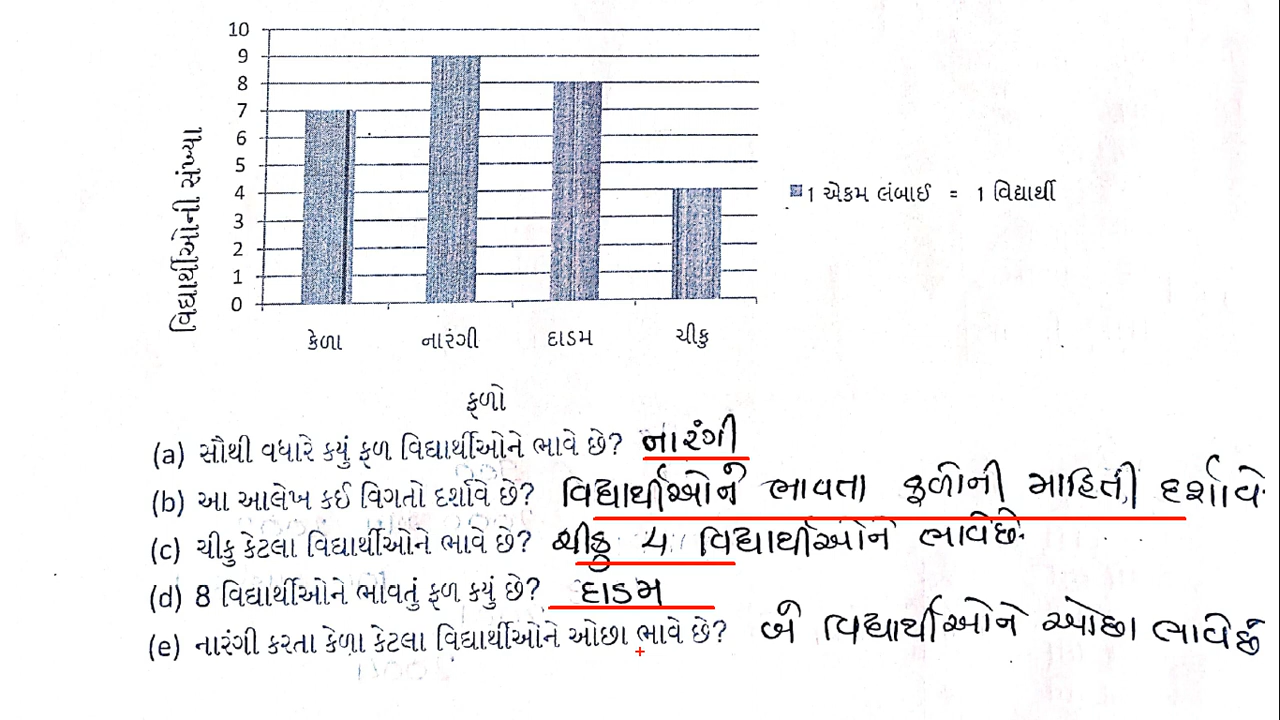 10
9
8
7
6
5
4
3
2
1
0
વિદ્યાર્થીઓની સંખ્યા
કેળા નારંગી દાડમ ચીકુ
ફળો
1 એકમ લંબાઈ = 1 વિદ્યાર્થી
(a) સૌથી વધારે કયું ફળ વિદ્યાર્થીઓને ભાવે છે? નારંગી
(b) આ આલેખ કઈ વિગતો દર્શાવે છે? વિદ્યાર્થીઓને ભાવતા ફળોની માહિતી દર્શાવે
(c) ચીકુ કેટલા વિદ્યાર્થીઓને ભાવે છે? ચીકુ 4 વિદ્યાર્થીઓને ભાવે છે.
(d) 8 વિદ્યાર્થીઓને ભાવતું ફળ કયું છે? દાડમ
(e) નારંગી કરતા કેળા કેટલા વિદ્યાર્થીઓને ઓછા ભાવે છે? બે વિદ્યાર્થીઓને ઓછા ભાવે છે